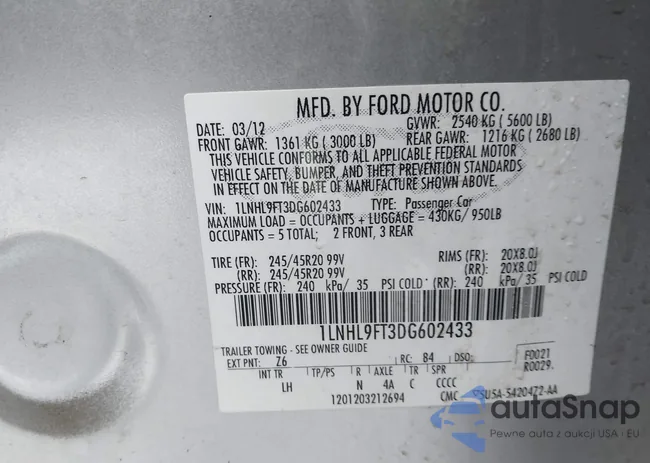 MFD. BY FORD MOTOR CO.
DATE: 03/12 GVWR: 2540 KG ( 5600 LB)
FRONT GAWR: 1361 KG ( 3000 LB) REAR GAWR: 1216 KG ( 2680 LB)
THIS VEHICLE CONFORMS TO ALL APPLICABLE FEDERAL MOTOR
VEHICLE SAFETY, BUMPER, AND THEFT PREVENTION STANDARDS
IN EFFECT ON THE DATE OF MANUFACTURE SHOWN ABOVE.
VIN: 1LNHL9FT3DG602433 TYPE: Passenger Car
MAXIMUM LOAD = OCCUPANTS + LUGGAGE = 430KG/ 950LB
OCCUPANTS = 5 TOTAL; 2 FRONT, 3 REAR
TIRE (FR): 245/45R20 99V RIMS (FR): 20X8.0J
(RR): 245/45R20 99V (RR): 20X8.0J
PRESSURE (FR): 240 kPa/ 35 PSI COLD (RR): 240 kPa/ 35 PSI COLD
1LNHL9FT3DG602433
TRAILER TOWING - SEE OWNER GUIDE
EXT PNT: Z6 RC: 84 DSO: F0021
R0029.
INT TR TP/PS R AXLE TR SPR
LH N 4A C CCCC
1201203212694 CMC 5U5A-5420472-AA
autaSnap
Pewne auta z aukcji USA i EU